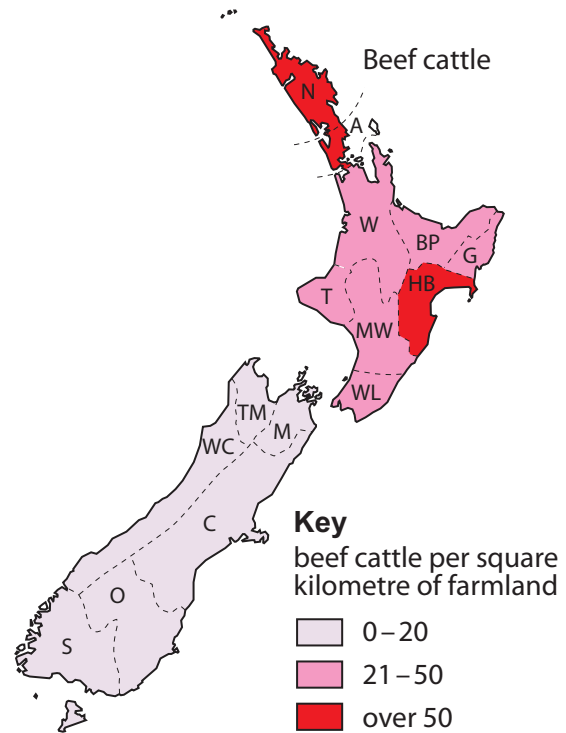 Beef cattle
N
A
W
BP
G
T
HB
MW
WL
TM
M
WC
C
O
S
Key
beef cattle per square
kilometre of farmland
0–20
21–50
over 50